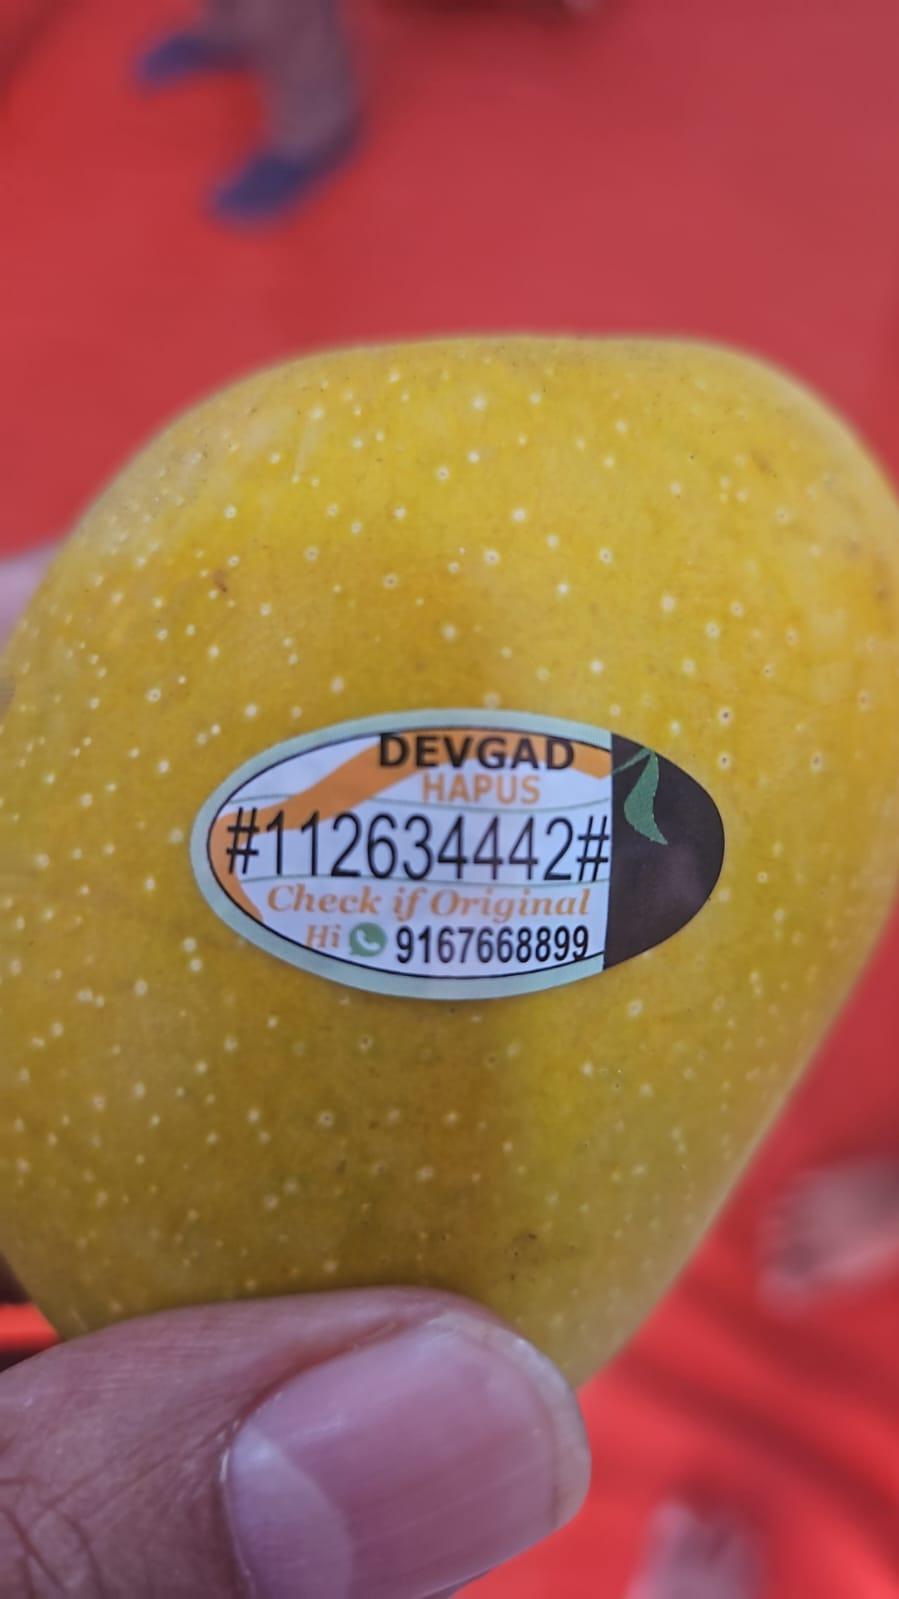 DEVGAD
HAPUS
#112634442#
Check if Original
Hi 9167668899